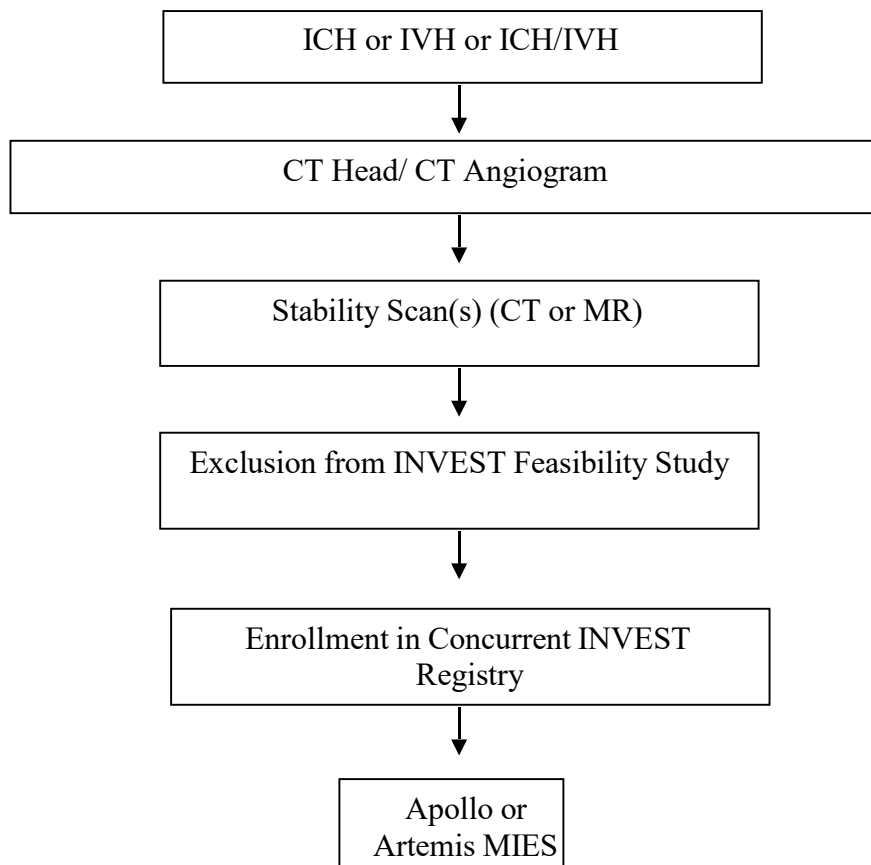 ICH or IVH or ICH/IVH
CT Head/ CT Angiogram
Stability Scan(s) (CT or MR)
Exclusion from INVEST Feasibility Study
Enrollment in Concurrent INVEST
Registry
Apollo or
Artemis MIES